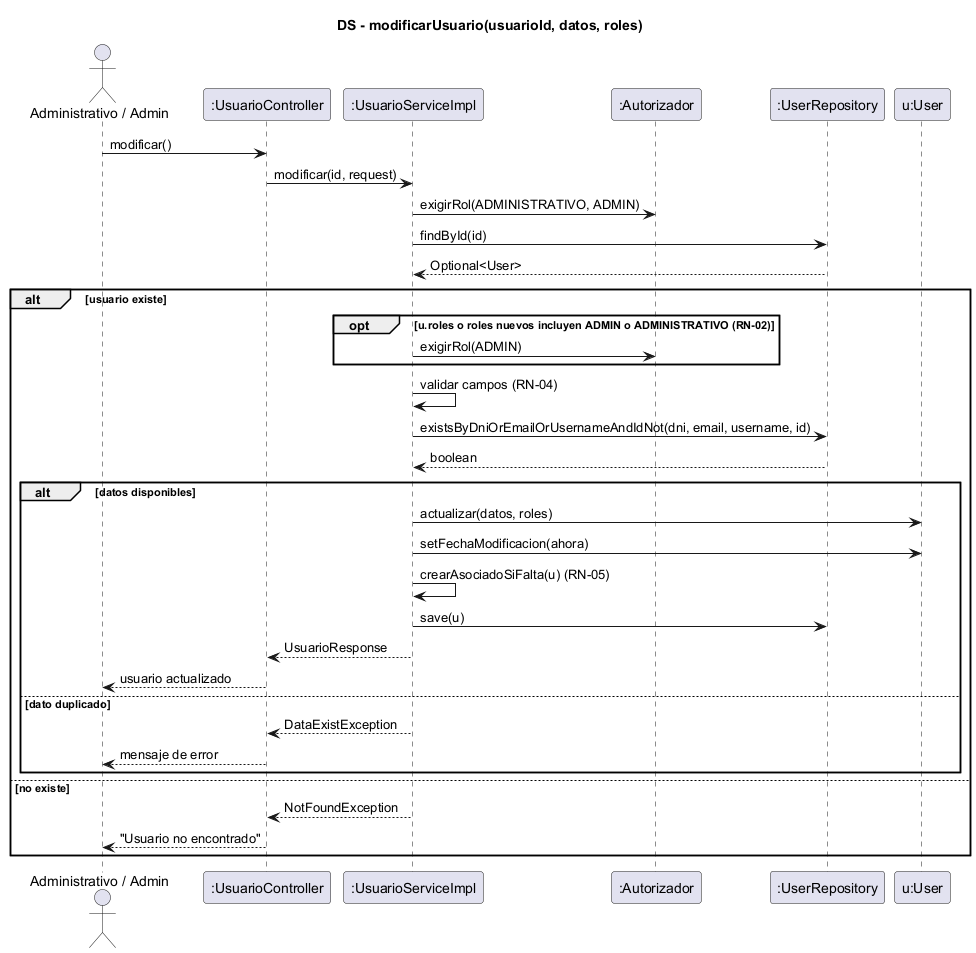 DS - modificarUsuario(usuarioId, datos, roles)
Administrativo / Admin
:UsuarioController
:UsuarioServiceImpl
:Autorizador
:UserRepository
u:User
modificar()
modificar(id, request)
exigirRol(ADMINISTRATIVO, ADMIN)
findById(id)
Optional<User>
alt
[usuario existe]
opt
[u.roles o roles nuevos incluyen ADMIN o ADMINISTRATIVO (RN-02)]
exigirRol(ADMIN)
validar campos (RN-04)
existsByDniOrEmailOrUsernameAndIdNot(dni, email, username, id)
boolean
alt
[datos disponibles]
actualizar(datos, roles)
setFechaModificacion(ahora)
crearAsociadoSiFalta(u) (RN-05)
save(u)
UsuarioResponse
usuario actualizado
[dato duplicado]
DataExistException
mensaje de error
[no existe]
NotFoundException
"Usuario no encontrado"
Administrativo / Admin
:UsuarioController
:UsuarioServiceImpl
:Autorizador
:UserRepository
u:User